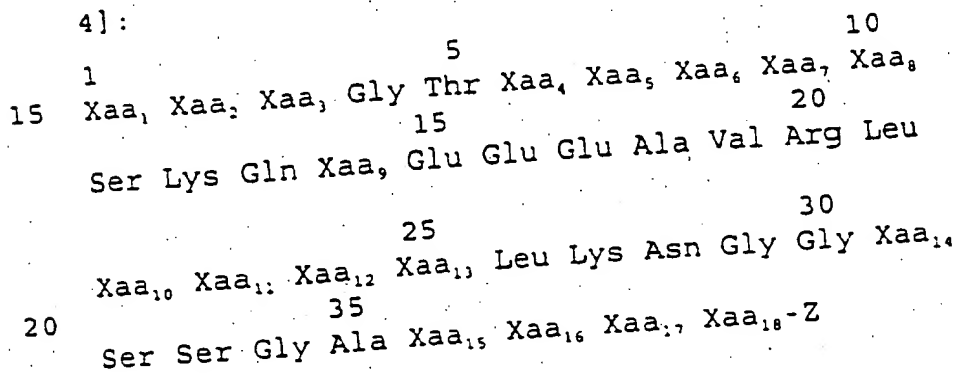 4]:
1 5 10
15 Xaa₁ Xaa₂ Xaa₃ Gly Thr Xaa₄ Xaa₅ Xaa₆ Xaa₇ Xaa₈
15 20
Ser Lys Gln Xaa₉ Glu Glu Glu Ala Val Arg Leu
25 30
Xaa₁₀ Xaa₁₁ Xaa₁₂ Xaa₁₃ Leu Lys Asn Gly Gly Xaa₁₄
20 35
Ser Ser Gly Ala Xaa₁₅ Xaa₁₆ Xaa₁₇ Xaa₁₈-Z